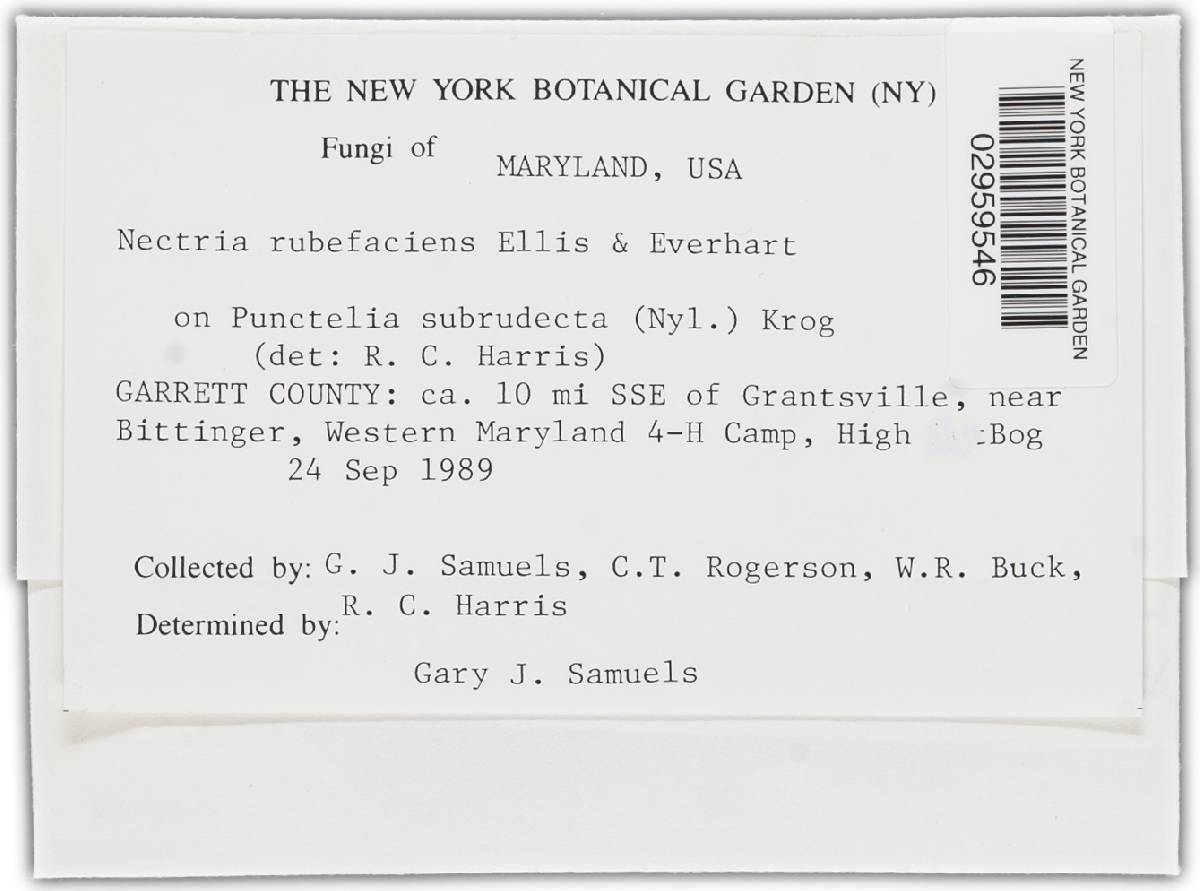 THE NEW YORK BOTANICAL GARDEN (NY)
Fungi of MARYLAND, USA
Nectria rubefaciens Ellis & Everhart
on Punctelia subrudecta (Nyl.) Krog
(det: R. C. Harris)
GARRETT COUNTY: ca. 10 mi SSE of Grantsville, near
Bittinger, Western Maryland 4-H Camp, High Bog
24 Sep 1989
Collected by: G. J. Samuels, C.T. Rogerson, W.R. Buck,
R. C. Harris
Determined by:
Gary J. Samuels
NEW YORK BOTANICAL GARDEN
02959546